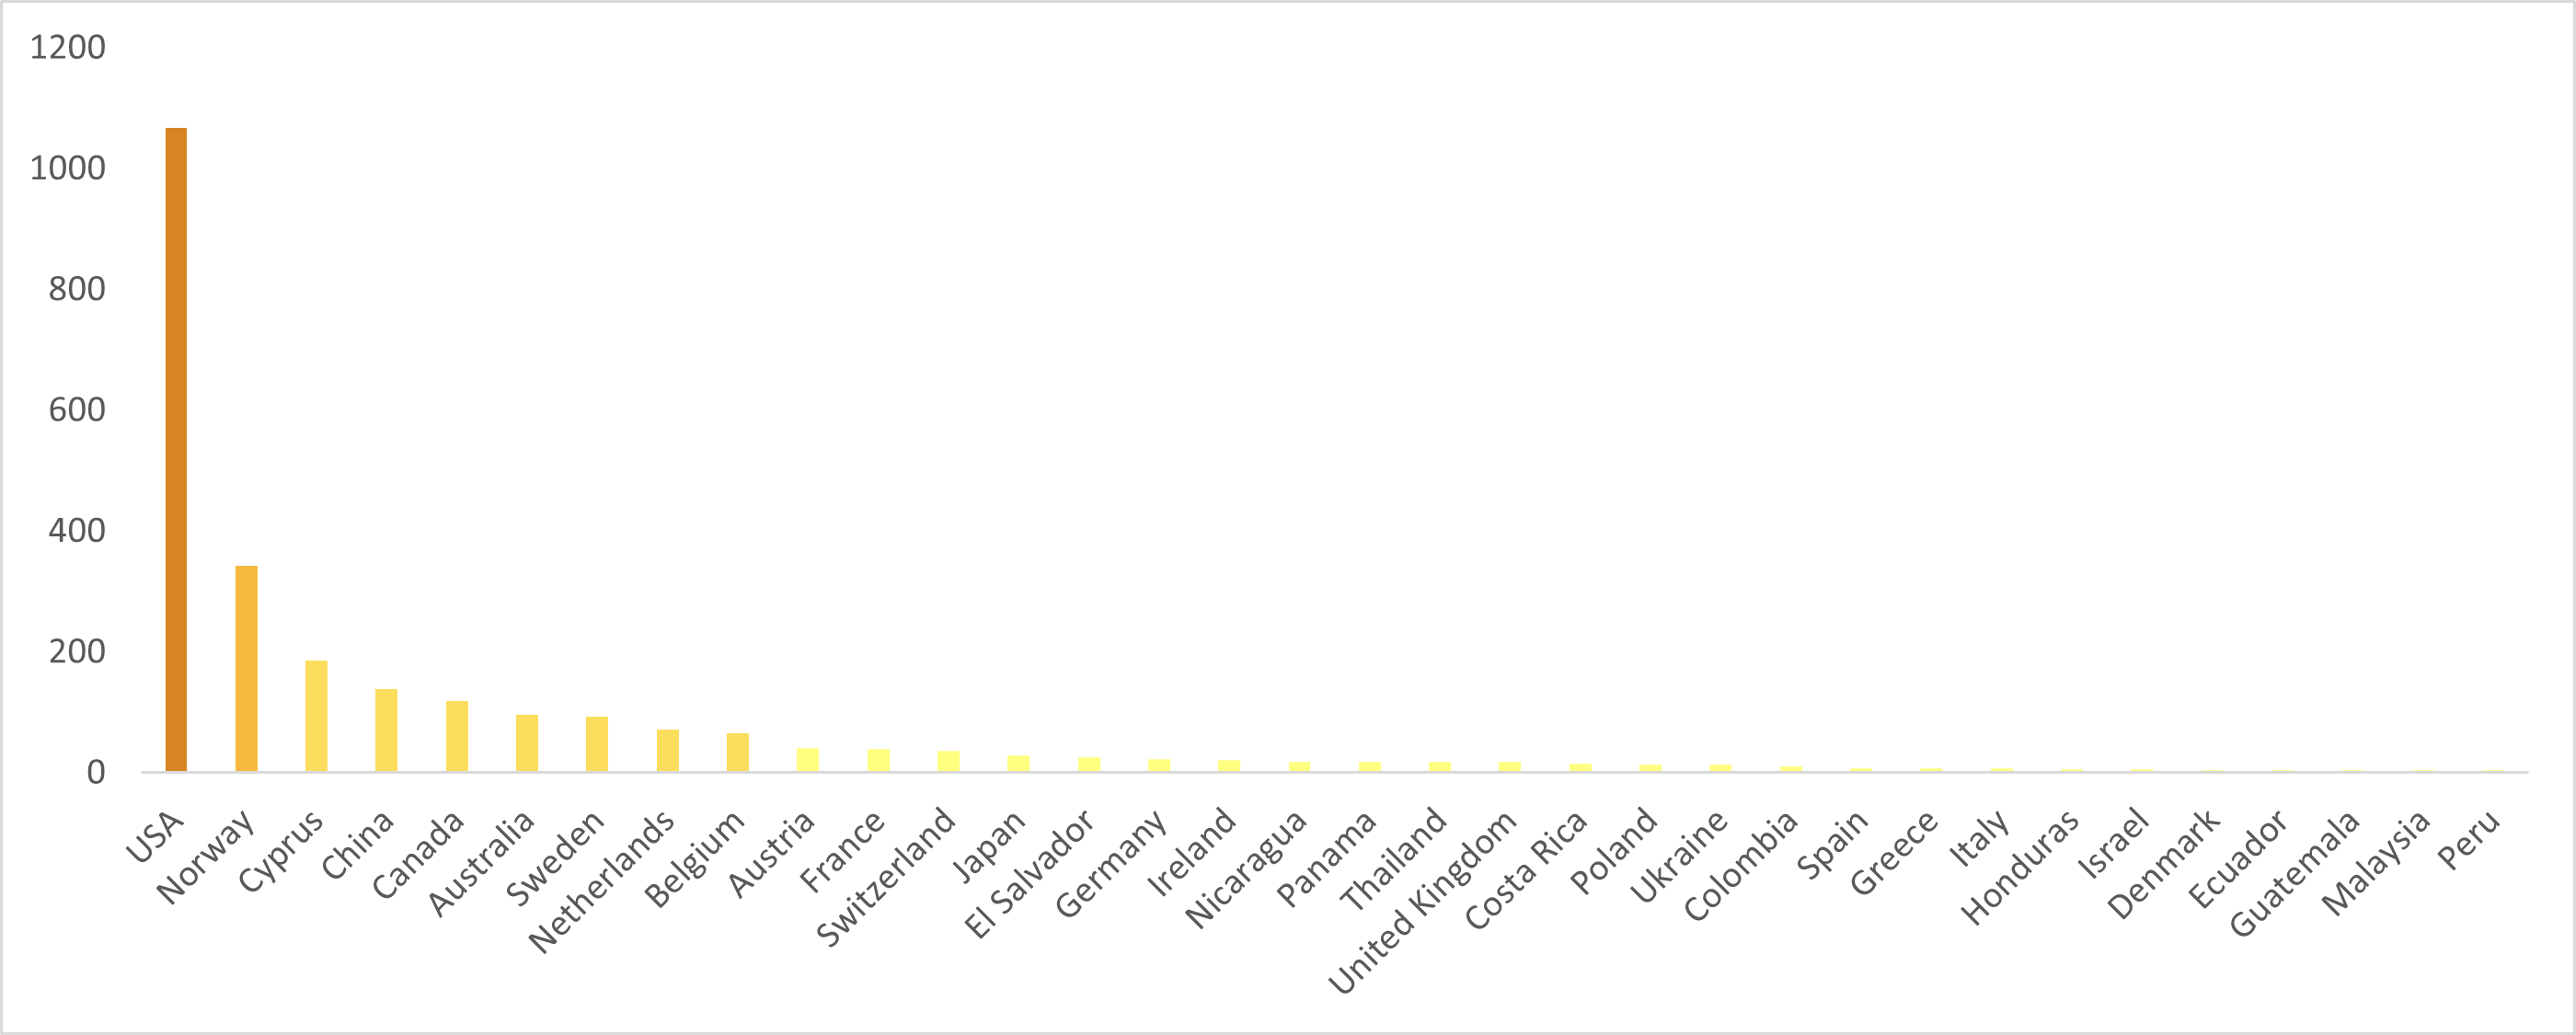 1200
1000
800
600
400
200
0
USA
Norway
Cyprus
China
Canada
Australia
Sweden
Netherlands
Belgium
Austria
France
Switzerland
Japan
El Salvador
Germany
Ireland
Nicaragua
Panama
Thailand
United Kingdom
Costa Rica
Poland
Ukraine
Colombia
Spain
Greece
Italy
Honduras
Israel
Denmark
Ecuador
Guatemala
Malaysia
Peru